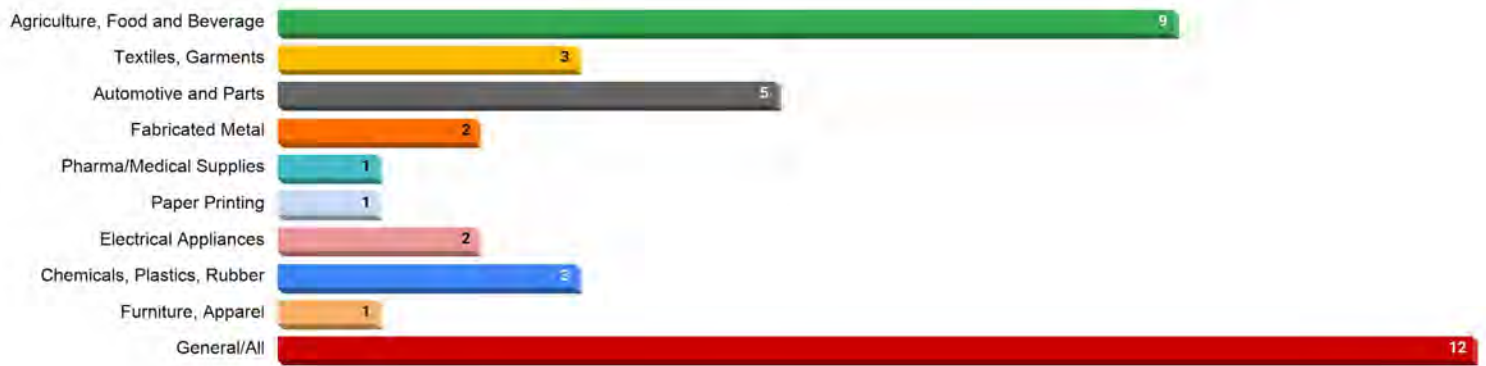 Agriculture, Food and Beverage 9
Textiles, Garments 3
Automotive and Parts 5
Fabricated Metal 2
Pharma/Medical Supplies 1
Paper Printing 1
Electrical Appliances 2
Chemicals, Plastics, Rubber 3
Furniture, Apparel 1
General/All 12